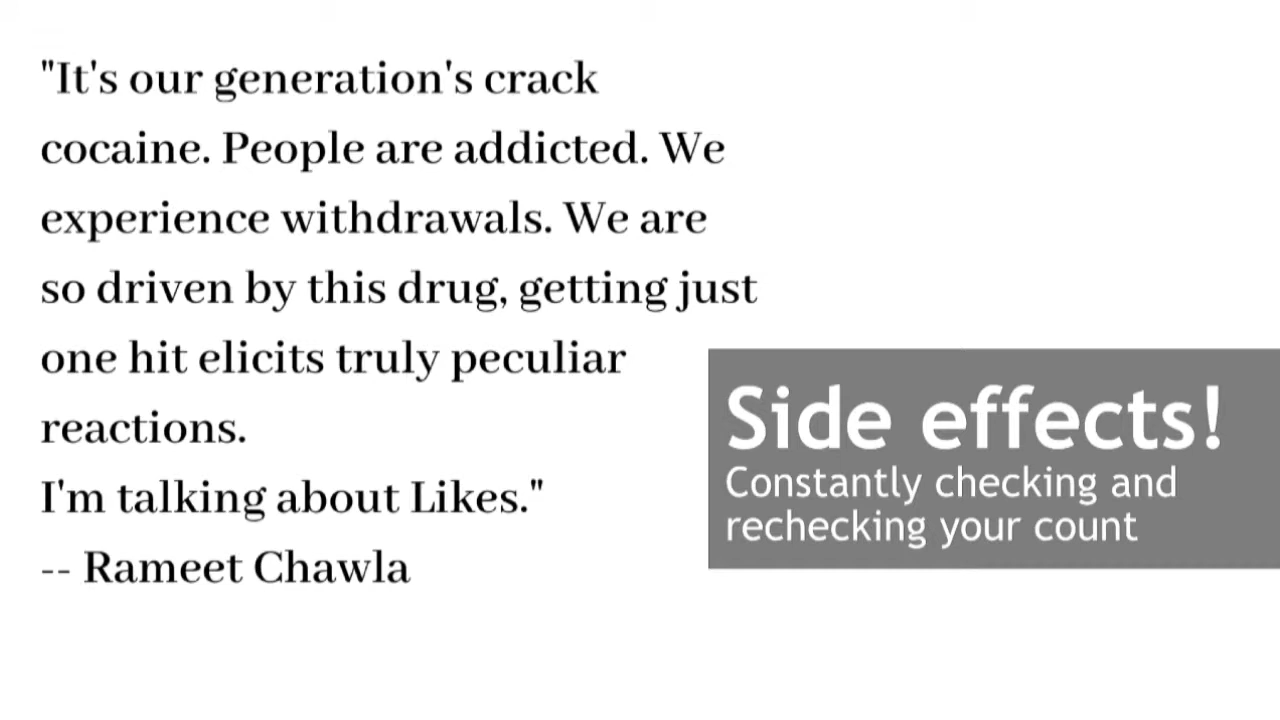 "It's our generation's crack
cocaine. People are addicted. We
experience withdrawals. We are
so driven by this drug, getting just
one hit elicits truly peculiar
reactions.
I'm talking about Likes."
-- Rameet Chawla
Side effects!
Constantly checking and
rechecking your count